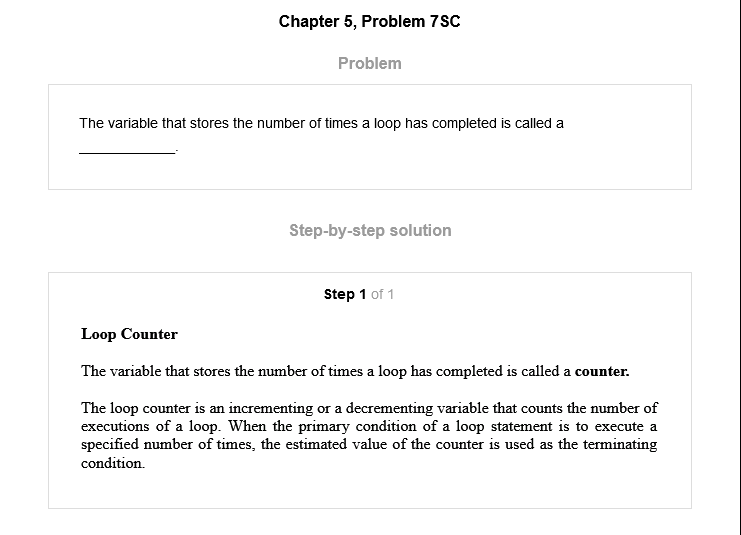 Chapter 5, Problem 7SC
Problem
The variable that stores the number of times a loop has completed is called a
____________.
Step-by-step solution
Step 1 of 1
Loop Counter
The variable that stores the number of times a loop has completed is called a counter.
The loop counter is an incrementing or a decrementing variable that counts the number of
executions of a loop. When the primary condition of a loop statement is to execute a
specified number of times, the estimated value of the counter is used as the terminating
condition.